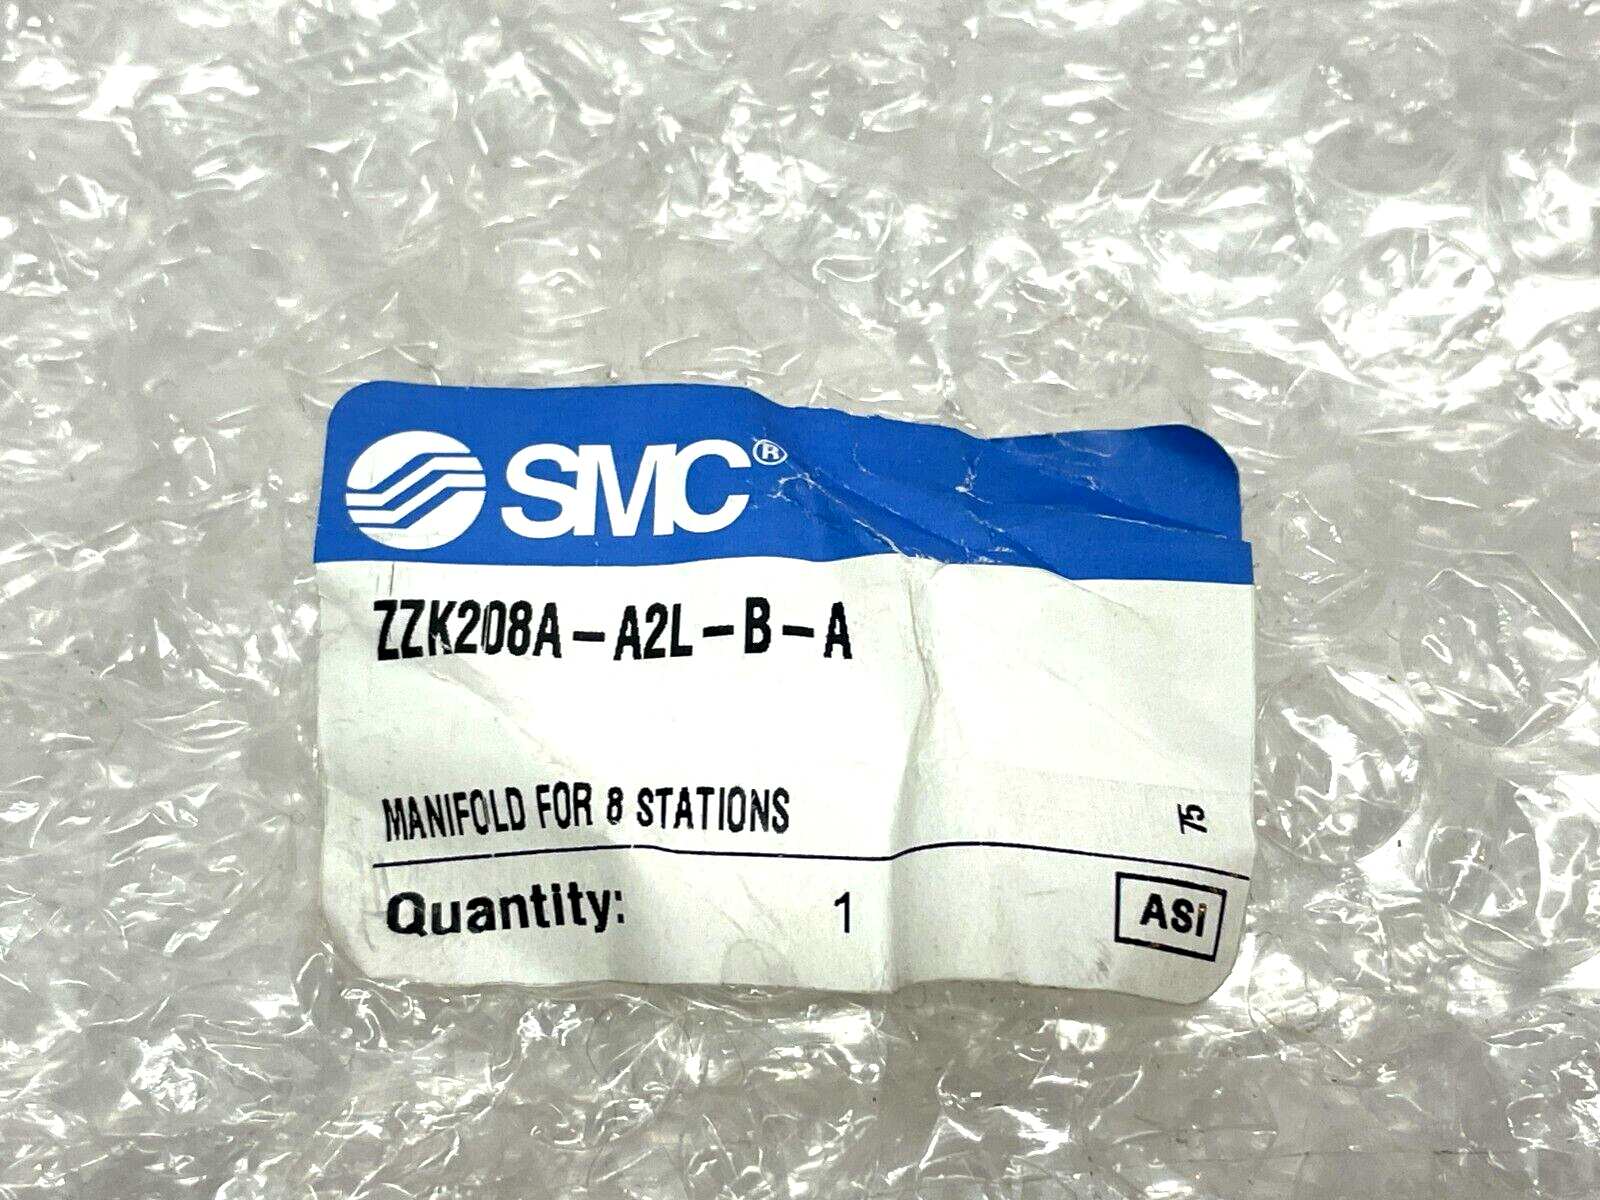 SMC®
ZZK208A-A2L-B-A
MANIFOLD FOR 8 STATIONS
75
Quantity: 1
ASI